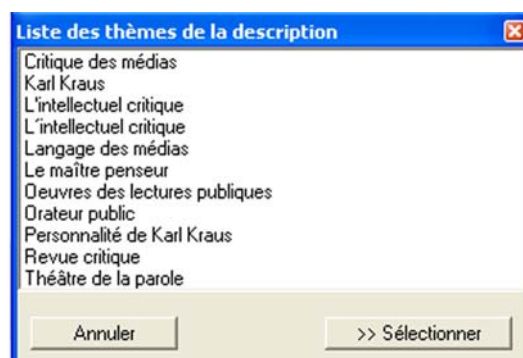 Liste des thèmes de la description
Critique des médias
Karl Kraus
L'intellectuel critique
L´intellectuel critique
Langage des médias
Le maître penseur
Oeuvres des lectures publiques
Orateur public
Personnalité de Karl Kraus
Revue critique
Théâtre de la parole
Annuler
>> Sélectionner